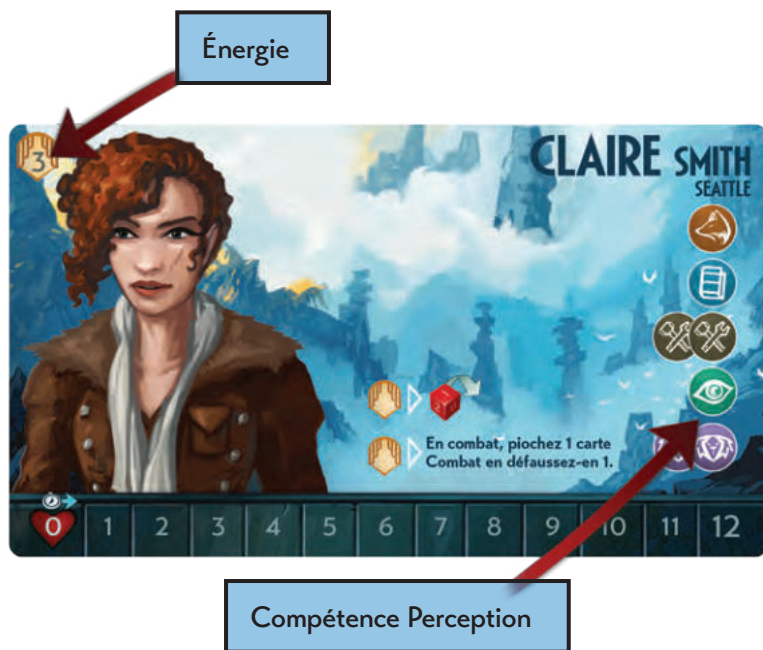 Énergie
3
CLAIRE SMITH
SEATTLE
En combat, piochez 1 carte
Combat en défaussez-en 1.
0 1 2 3 4 5 6 7 8 9 10 11 12
Compétence Perception